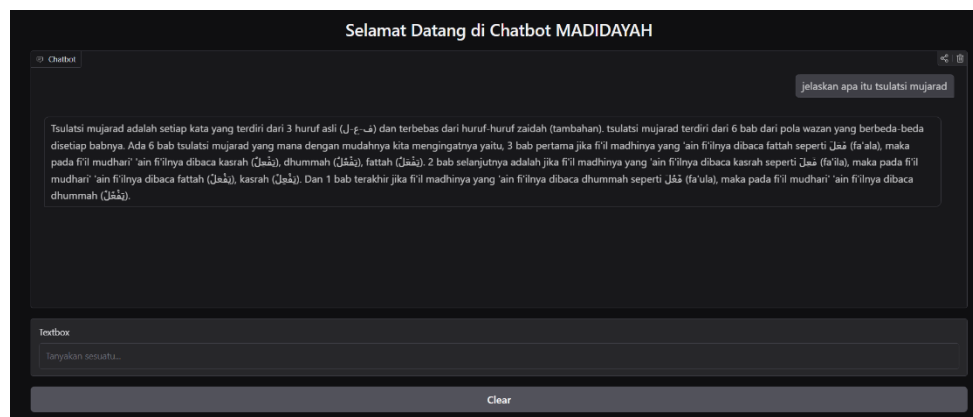 Selamat Datang di Chatbot MADIDAYAH
Chatbot
jelaskan apa itu tsulatsi mujarad
Tsulatsi mujarad adalah setiap kata yang terdiri dari 3 huruf asli (ف-ع-ل) dan terbebas dari huruf-huruf zaidah (tambahan). tsulatsi mujarad terdiri dari 6 bab dari pola wazan yang berbeda-beda
disetiap babnya. Ada 6 bab tsulatsi mujarad yang mana dengan mudahnya kita mengingatnya yaitu, 3 bab pertama jika fi'il madhinya yang 'ain fi'ilnya dibaca fattah seperti فَعَلَ (fa'ala), maka
pada fi'il mudhari' 'ain fi'ilnya dibaca kasrah (يَفْعِلُ), dhummah (يَفْعُلُ), fattah (يَفْعَلُ). 2 bab selanjutnya adalah jika fi'il madhinya yang 'ain fi'ilnya dibaca kasrah seperti فَعِلَ (fa'ila), maka pada fi'il
mudhari' 'ain fi'ilnya dibaca fattah (يَفْعَلُ), kasrah (يَفْعِلُ). Dan 1 bab terakhir jika fi'il madhinya yang 'ain fi'ilnya dibaca dhummah seperti فَعُلَ (fa'ula), maka pada fi'il mudhari' 'ain fi'ilnya dibaca
dhummah (يَفْعُلُ).
Textbox
Tanyakan sesuatu...
Clear